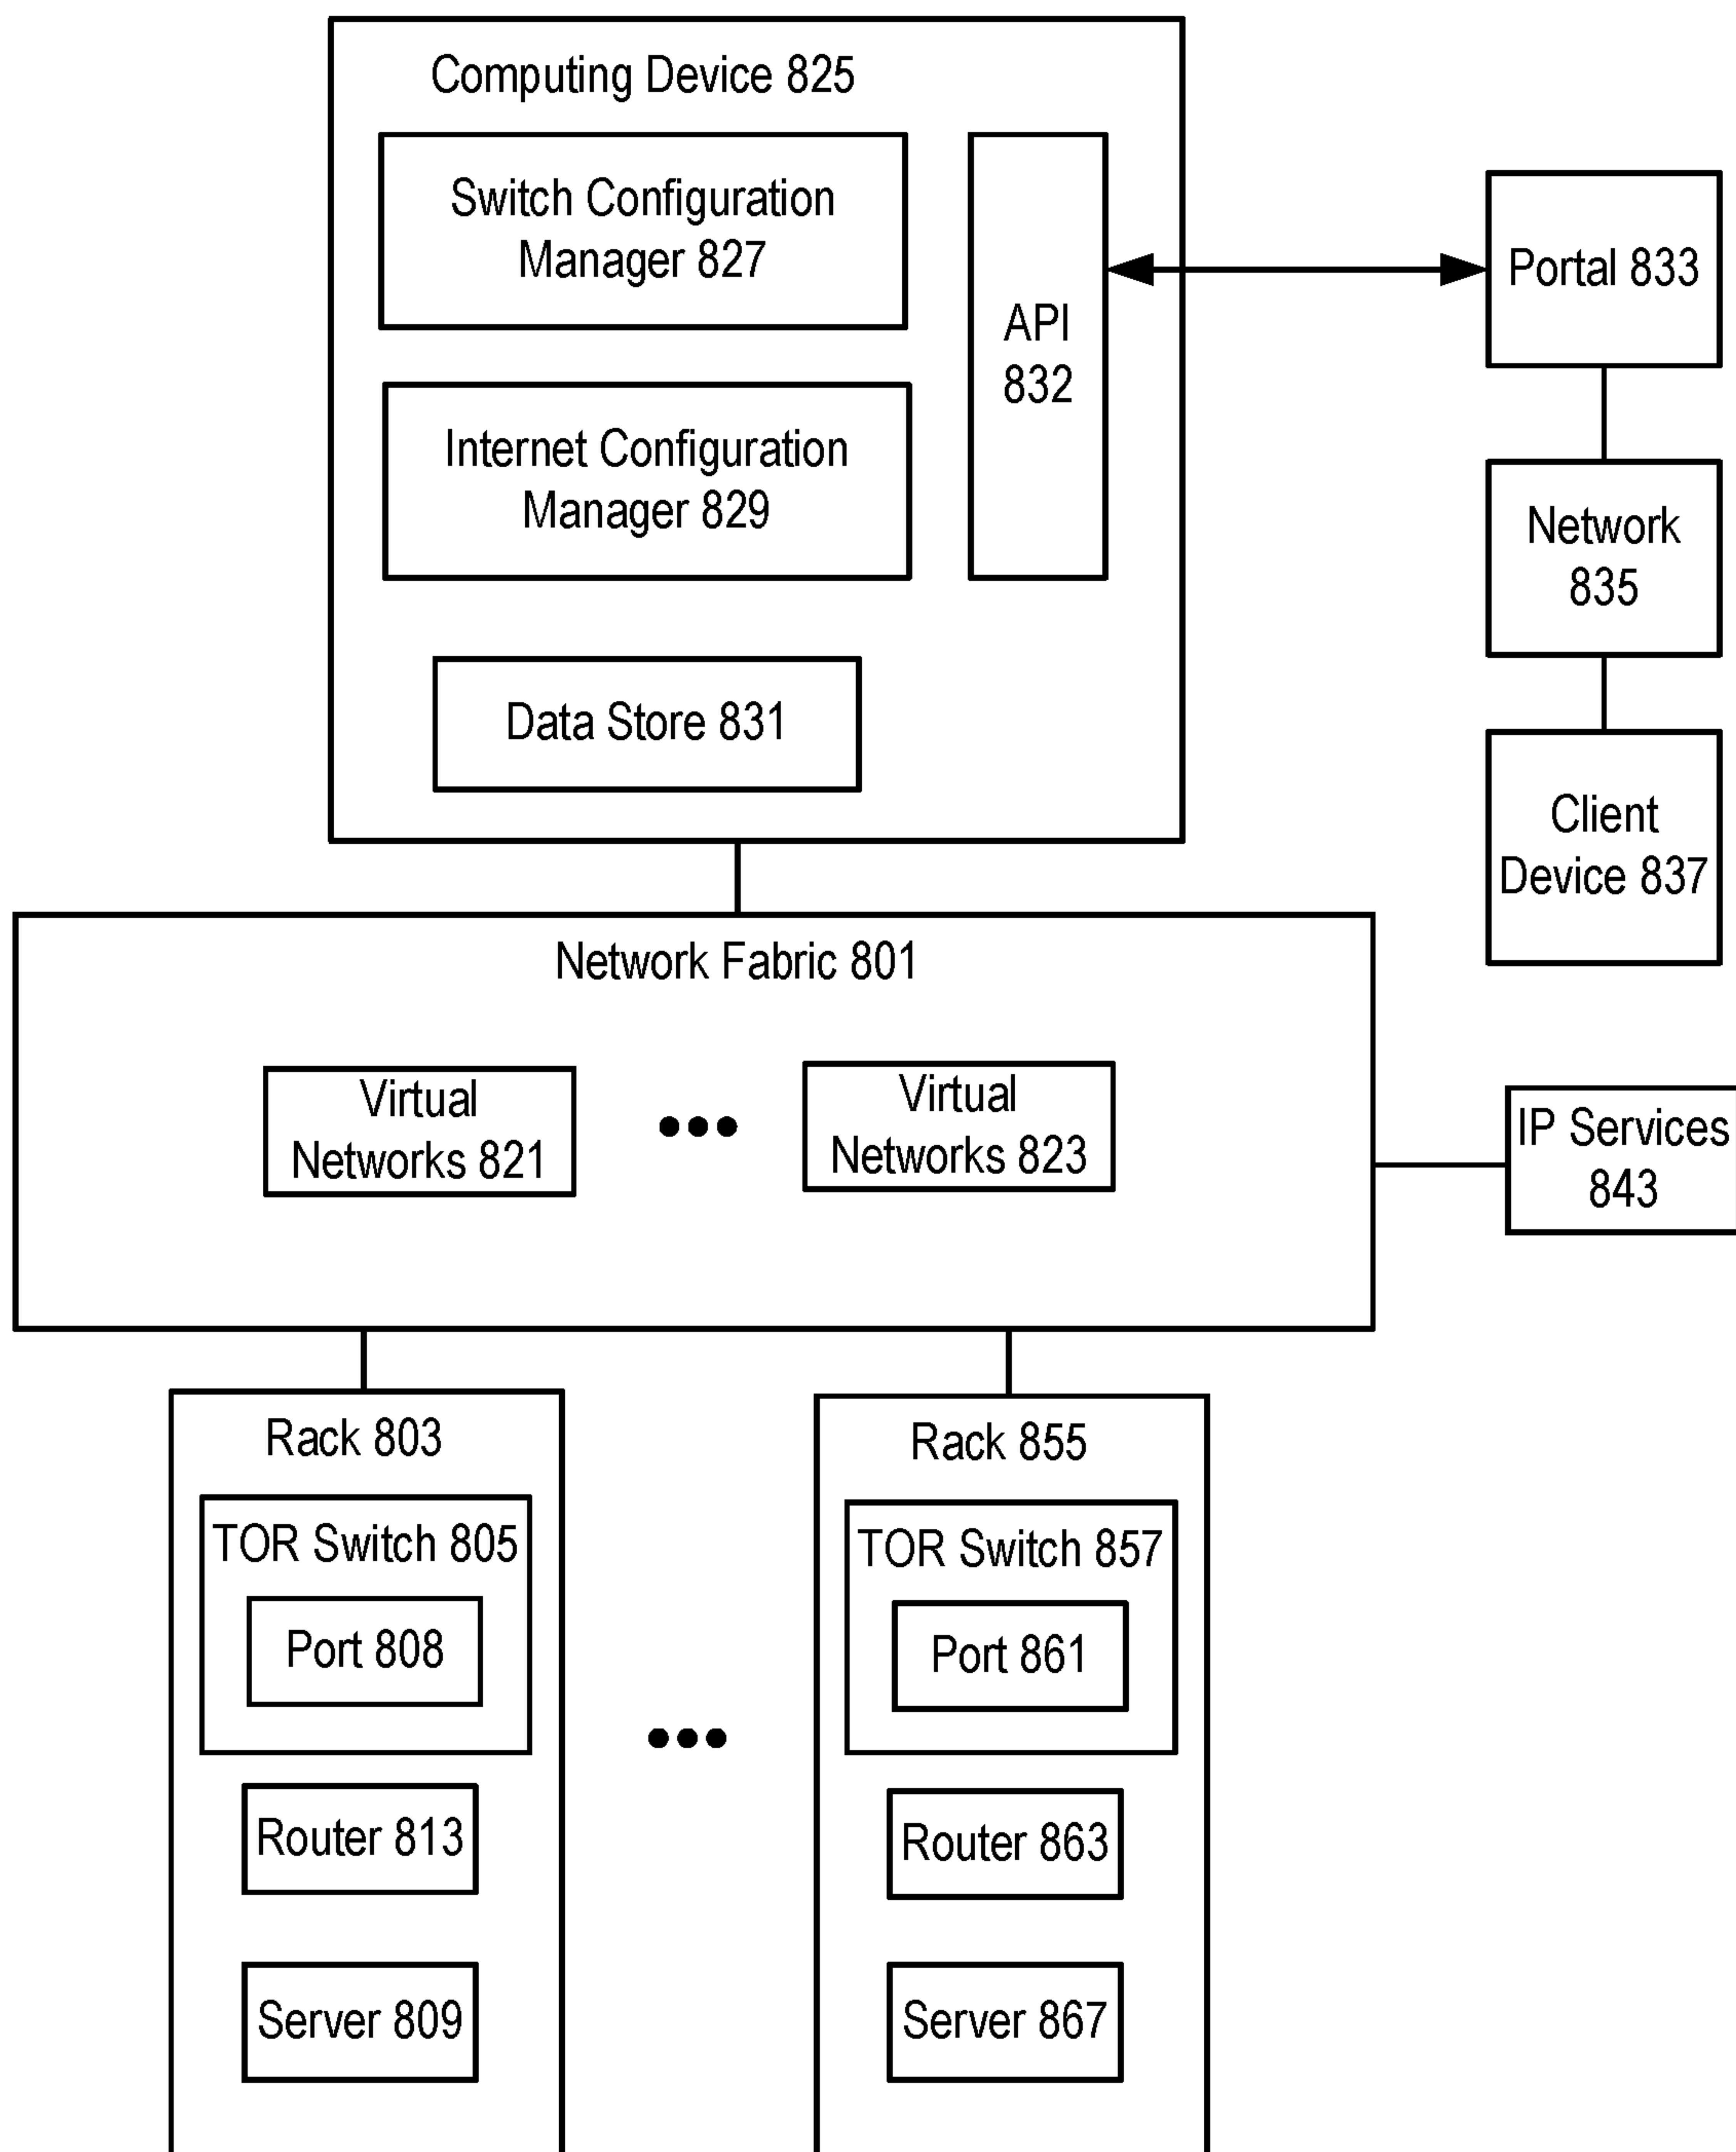 Computing Device 825
Switch Configuration
Manager 827
API
832
Internet Configuration
Manager 829
Data Store 831
Portal 833
Network
835
Client
Device 837
Network Fabric 801
Virtual
Networks 821
Virtual
Networks 823
IP Services
843
Rack 803
TOR Switch 805
Port 808
Router 813
Server 809
Rack 855
TOR Switch 857
Port 861
Router 863
Server 867